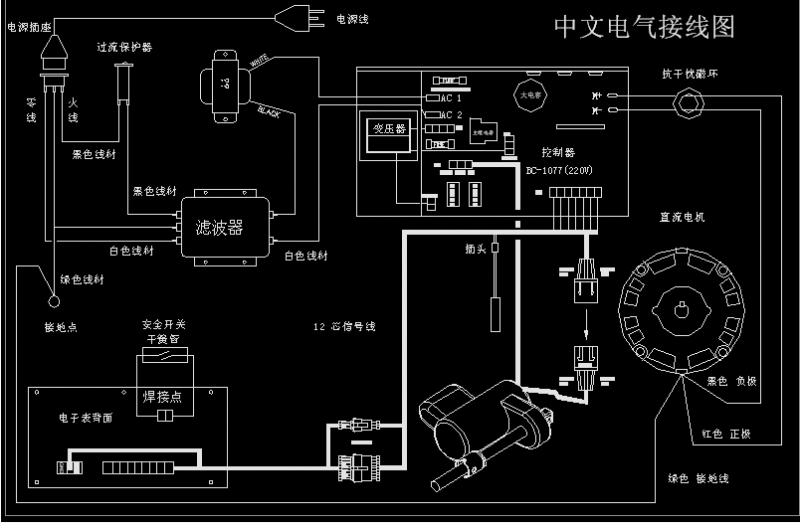 中文电气接线图
电源线
电源插座
过流保护器
零线
火线
WHITE
BLACK
黑色线材
黑色线材
滤波器
白色线材
白色线材
绿色线材
接地点
变压器
AC 1
AC 2
大电容
控制器
BC-1077(220V)
抗干扰磁环
直流电机
插头
12 芯信号线
安全开关
干簧管
焊接点
电子表背面
黑色 负极
红色 正极
绿色 接地线